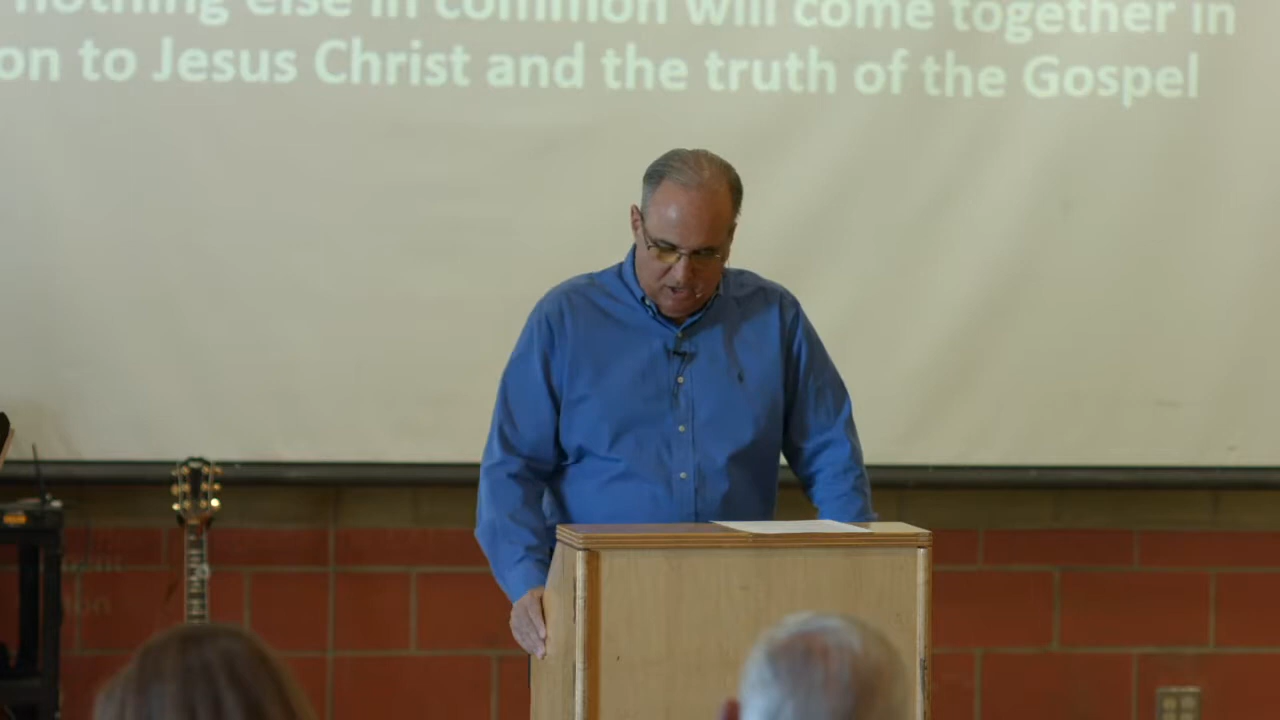 nothing else in common will come together in
on to Jesus Christ and the truth of the Gospel